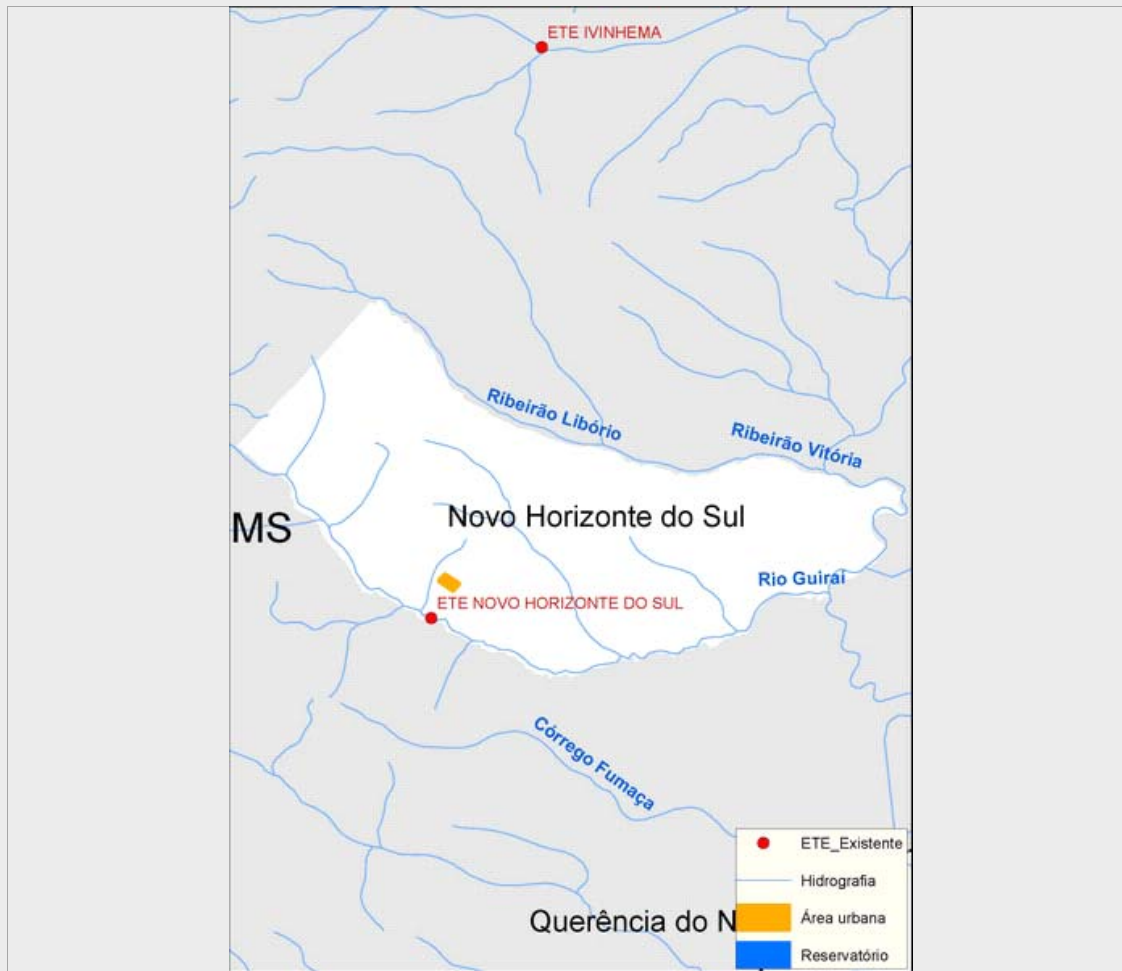 ETE IVINHEMA
Ribeirão Libório
Ribeirão Vitória
Novo Horizonte do Sul
MS
Rio Guiraí
ETE NOVO HORIZONTE DO SUL
Córrego Fumaça
ETE_Existente
Hidrografia
Querência do N
Área urbana
Reservatório